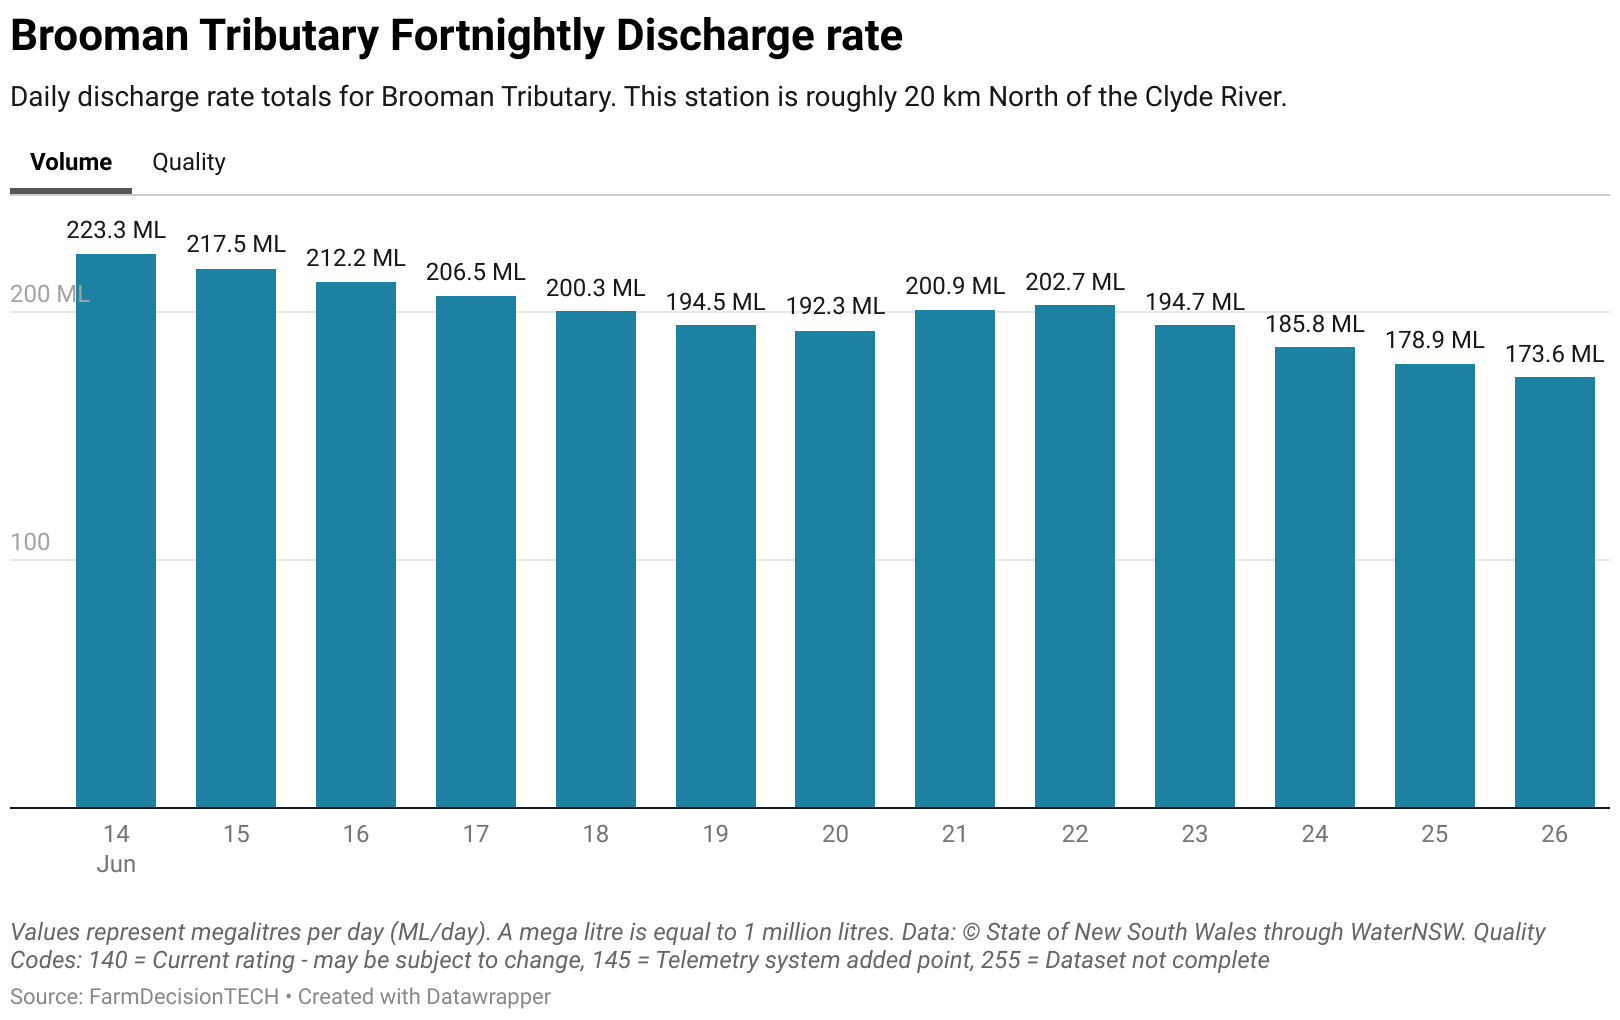 Brooman Tributary Fortnightly Discharge rate
Daily discharge rate totals for Brooman Tributary. This station is roughly 20 km North of the Clyde River.
Volume Quality
223.3 ML 217.5 ML 212.2 ML 206.5 ML 200.3 ML 194.5 ML 192.3 ML 200.9 ML 202.7 ML 194.7 ML 185.8 ML 178.9 ML 173.6 ML
200 ML
100
14 15 16 17 18 19 20 21 22 23 24 25 26
Jun
Values represent megalitres per day (ML/day). A mega litre is equal to 1 million litres. Data: © State of New South Wales through WaterNSW. Quality
Codes: 140 = Current rating - may be subject to change, 145 = Telemetry system added point, 255 = Dataset not complete
Source: FarmDecisionTECH • Created with Datawrapper